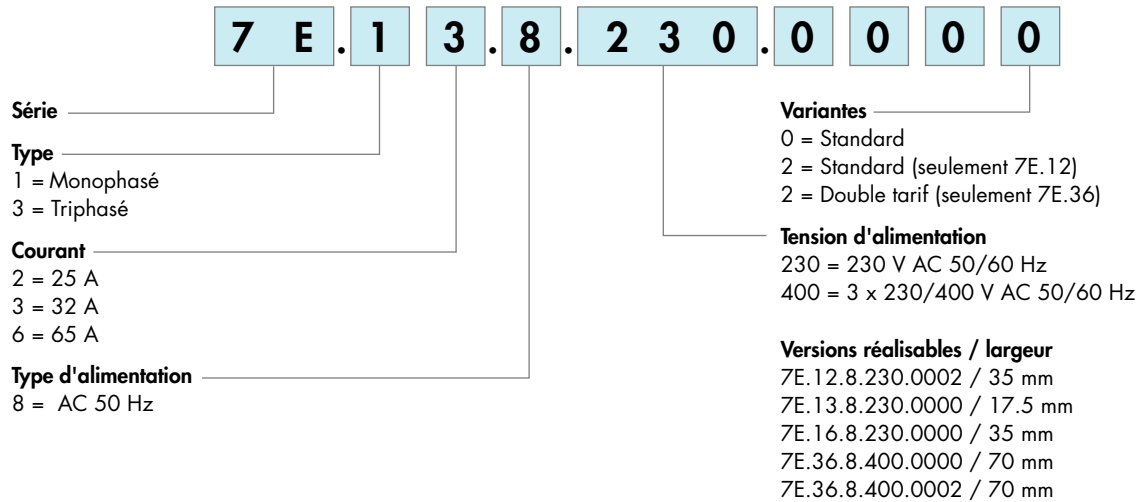 7 E . 1 3 . 8 . 2 3 0 . 0 0 0 0
Série
Type
1 = Monophasé
3 = Triphasé
Courant
2 = 25 A
3 = 32 A
6 = 65 A
Type d'alimentation
8 = AC 50 Hz
Variantes
0 = Standard
2 = Standard (seulement 7E.12)
2 = Double tarif (seulement 7E.36)
Tension d'alimentation
230 = 230 V AC 50/60 Hz
400 = 3 x 230/400 V AC 50/60 Hz
Versions réalisables / largeur
7E.12.8.230.0002 / 35 mm
7E.13.8.230.0000 / 17.5 mm
7E.16.8.230.0000 / 35 mm
7E.36.8.400.0000 / 70 mm
7E.36.8.400.0002 / 70 mm